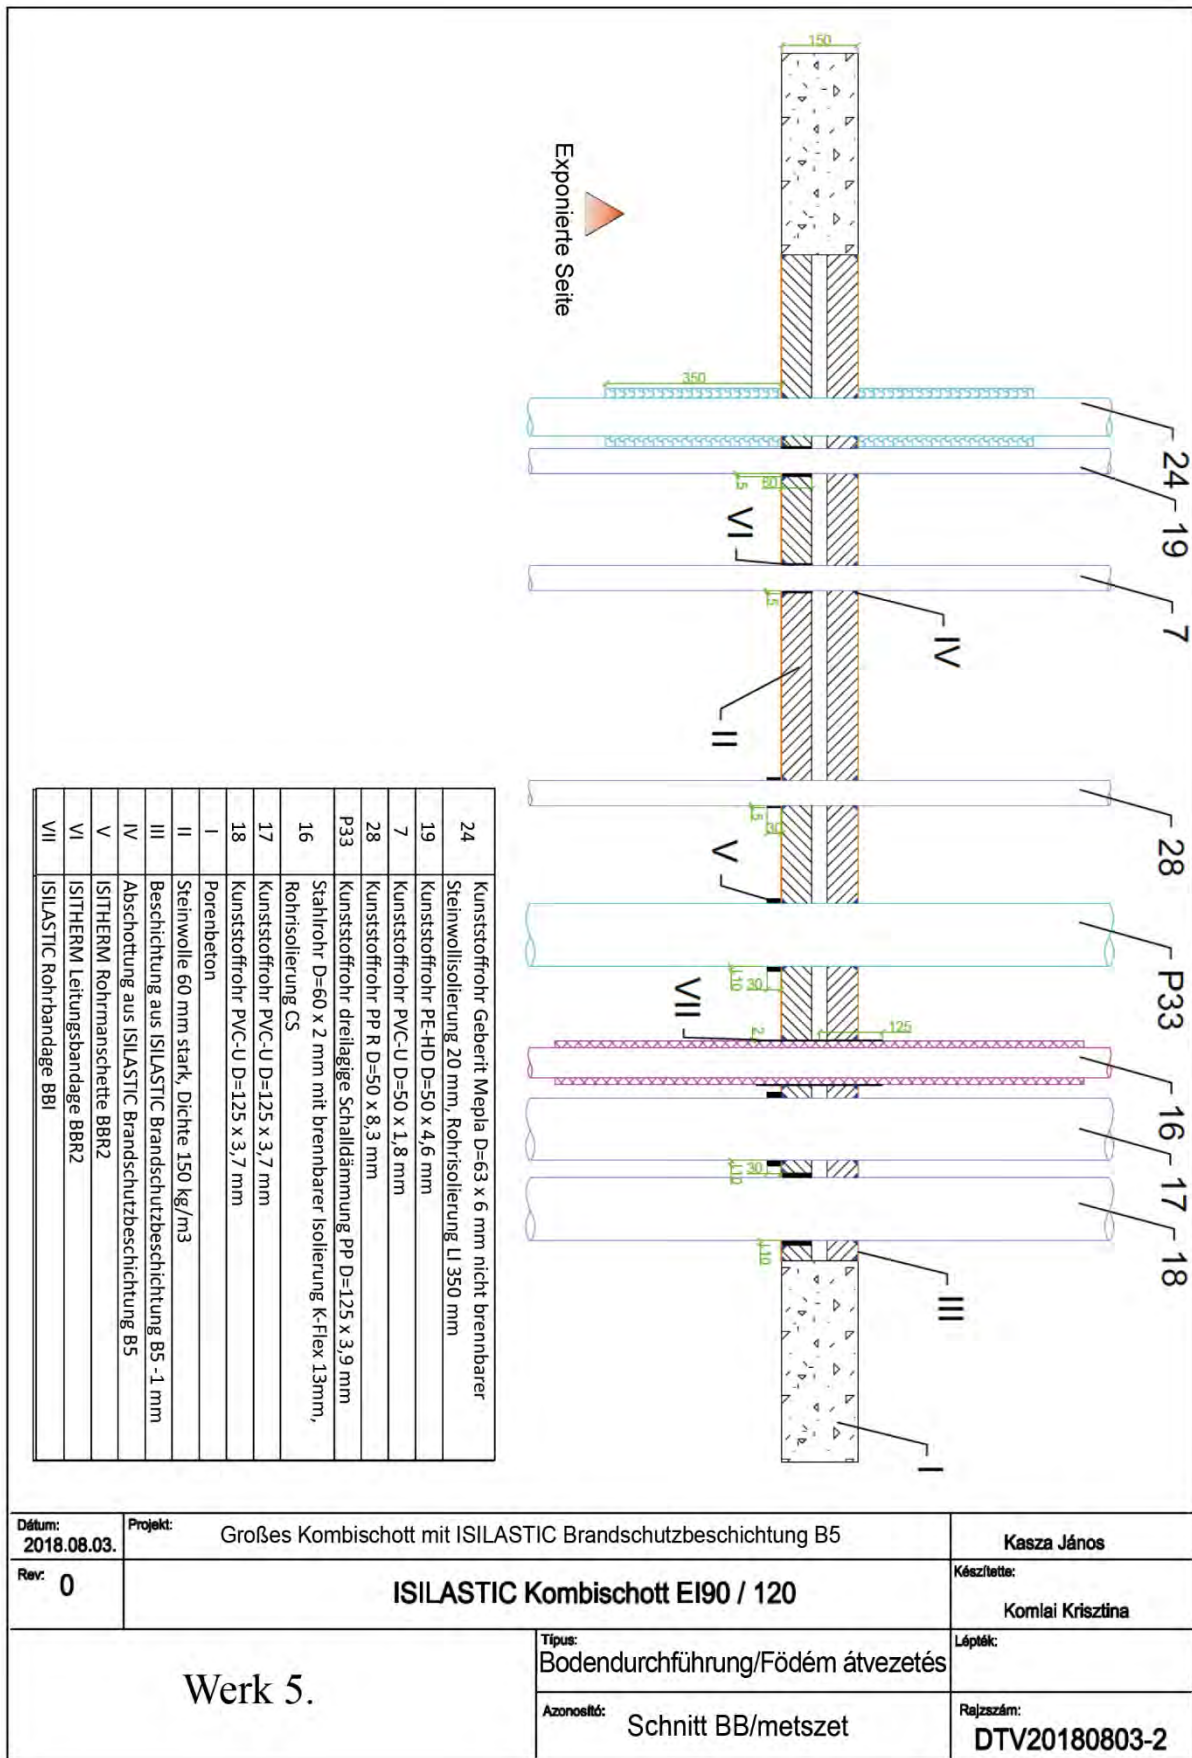 150
Exponierte Seite
350
24
19
7
28
P33
16
17
18
5
60
VI
5
IV
II
5
30
V
10
30
VII
2
125
10
30
10
III
I
24 Kunststoffrohr Geberit Mepla D=63 x 6 mm nicht brennbarer
Steinwollisolierung 20 mm, Rohrisolierung LI 350 mm
19 Kunststoffrohr PE-HD D=50 x 4,6 mm
7 Kunststoffrohr PVC-U D=50 x 1,8 mm
28 Kunststoffrohr PP R D=50 x 8,3 mm
P33 Kunststoffrohr dreilagige Schalldämmung PP D=125 x 3,9 mm
16 Stahlrohr D=60 x 2 mm mit brennbarer Isolierung K-Flex 13mm,
Rohrisolierung CS
17 Kunststoffrohr PVC-U D=125 x 3,7 mm
18 Kunststoffrohr PVC-U D=125 x 3,7 mm
I Porenbeton
II Steinwolle 60 mm stark, Dichte 150 kg/m3
III Beschichtung aus ISILASTIC Brandschutzbeschichtung B5 -1 mm
IV Abschottung aus ISILASTIC Brandschutzbeschichtung B5
V ISITHERM Rohrmanschette BBR2
VI ISITHERM Leitungsbandage BBR2
VII ISILASTIC Rohrbandage BBI
Dátum:
2018.08.03.
Projekt:
Großes Kombischott mit ISILASTIC Brandschutzbeschichtung B5
Kasza János
Rev: 0
ISILASTIC Kombischott EI90 / 120
Készítette:
Komlai Krisztina
Werk 5.
Típus:
Bodendurchführung/Födém átvezetés
Lépték:
Azonosító:
Schnitt BB/metszet
Rajzszám:
DTV20180803-2